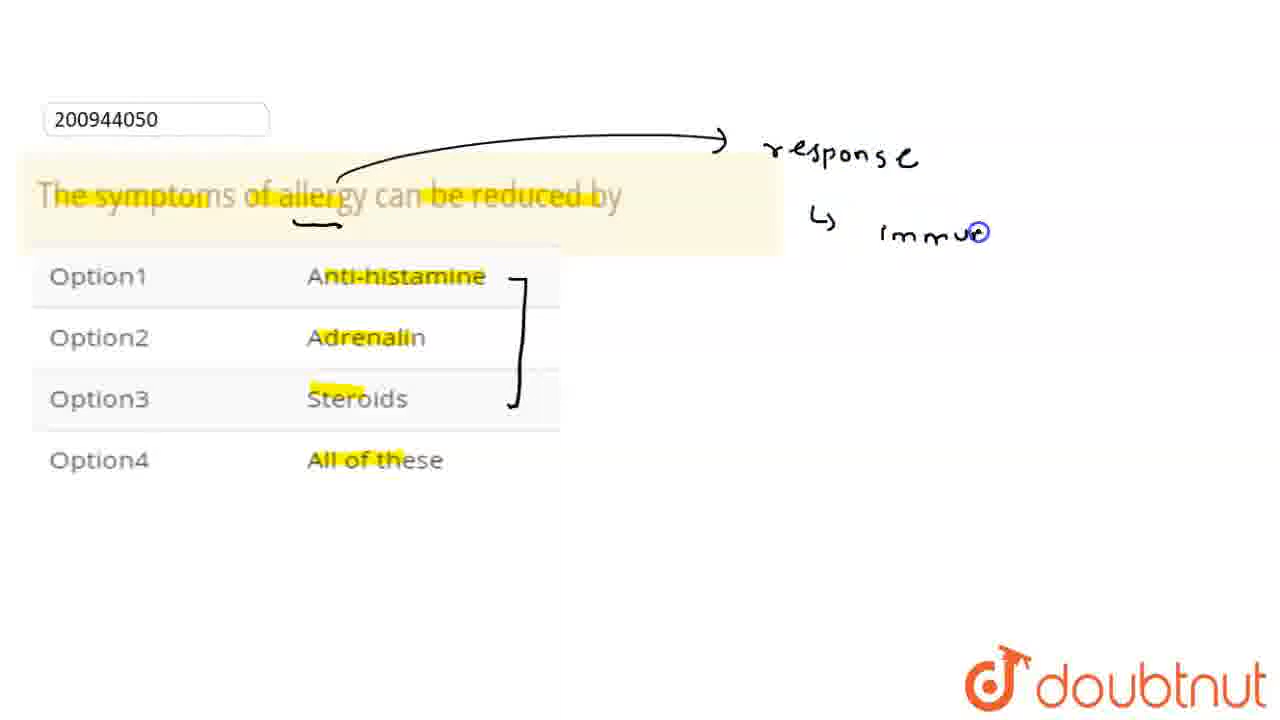 200944050
response
The symptoms of allergy can be reduced by
immun
Option1 Anti-histamine
Option2 Adrenalin
Option3 Steroids
Option4 All of these
doubtnut